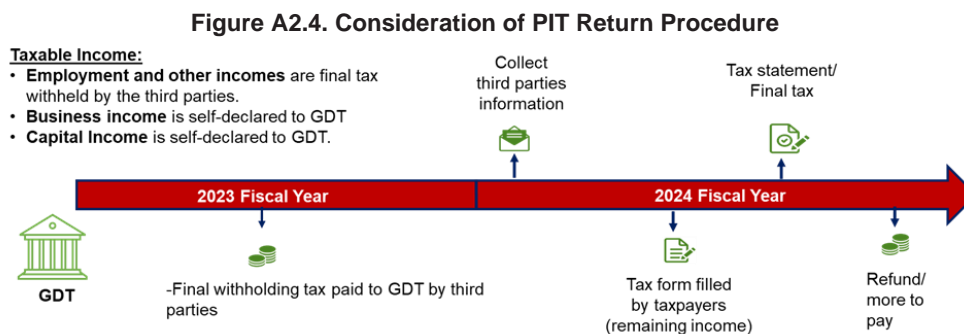 Figure A2.4. Consideration of PIT Return Procedure
Taxable Income:
• Employment and other incomes are final tax
withheld by the third parties.
• Business income is self-declared to GDT
• Capital Income is self-declared to GDT.
Collect
third parties
information
Tax statement/
Final tax
2023 Fiscal Year
2024 Fiscal Year
GDT
-Final withholding tax paid to GDT by third
parties
Tax form filled
by taxpayers
(remaining income)
Refund/
more to
pay